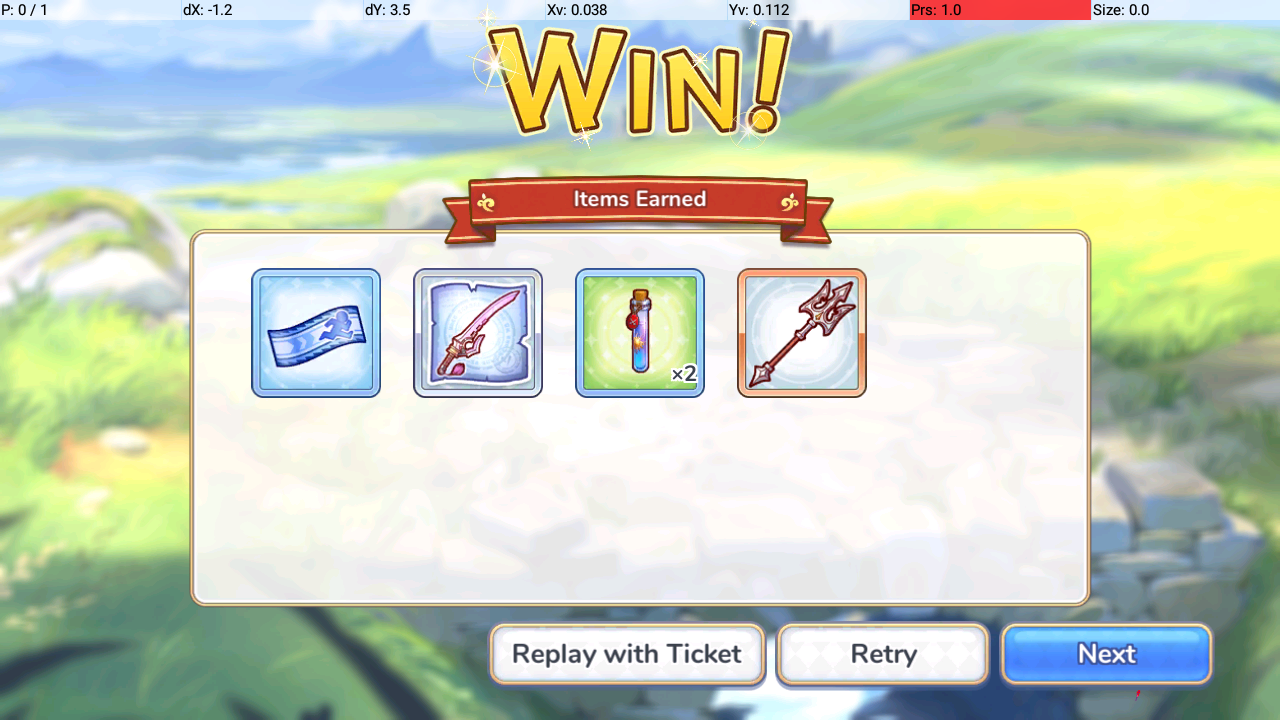 P: 0 / 1 dX: -1.2 dY: 3.5 Xv: 0.038 Yv: 0.112 Prs: 1.0 Size: 0.0
WIN!
Items Earned
×2
Replay with Ticket Retry Next